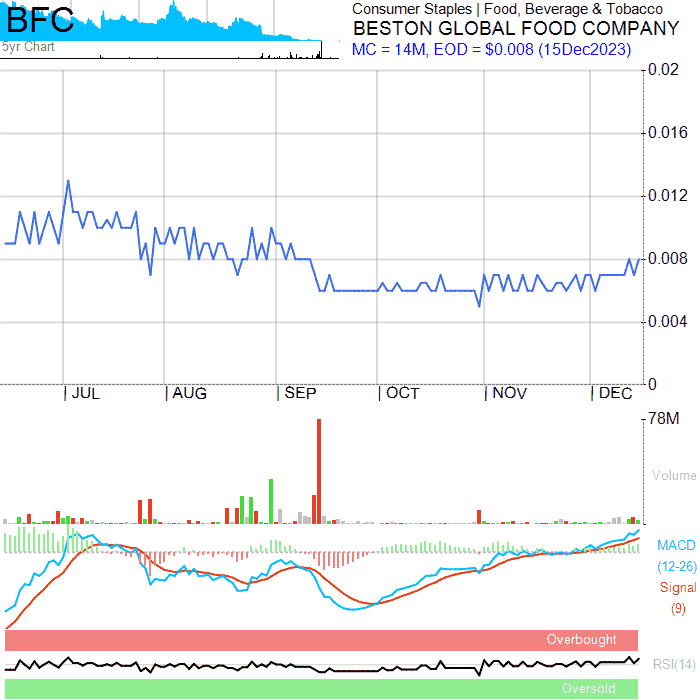 BFC
5yr Chart
Consumer Staples | Food, Beverage & Tobacco
BESTON GLOBAL FOOD COMPANY
MC = 14M, EOD = $0.008 (15Dec2023)
0.02
0.016
0.012
0.008
0.004
0
| JUL | AUG | SEP | OCT | NOV | DEC
78M
Volume
MACD
(12-26)
Signal
(9)
Overbought
RSI(14)
Oversold